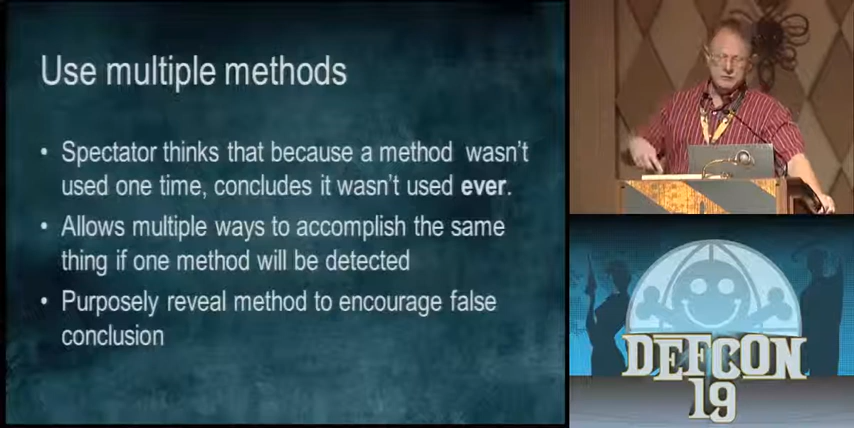 Use multiple methods
• Spectator thinks that because a method wasn't
used one time, concludes it wasn't used ever.
• Allows multiple ways to accomplish the same
thing if one method will be detected
• Purposely reveal method to encourage false
conclusion
DEFCON
19